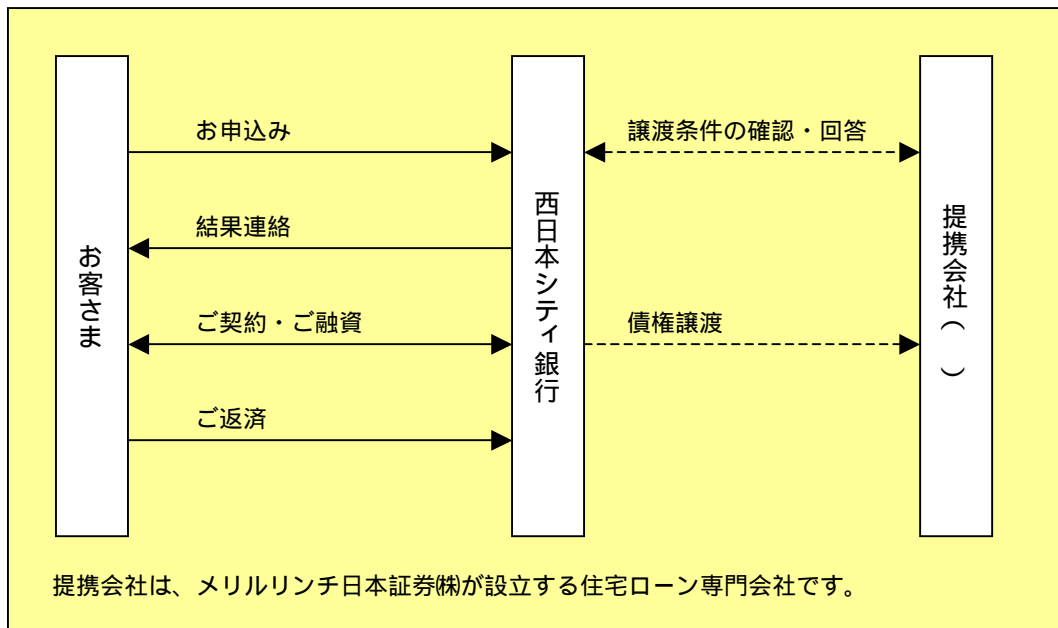 お申込み
譲渡条件の確認・回答
結果連絡
ご契約・ご融資
債権譲渡
ご返済
お客さま
西日本シティ銀行
提携会社( )
提携会社は、メリルリンチ日本証券㈱が設立する住宅ローン専門会社です。